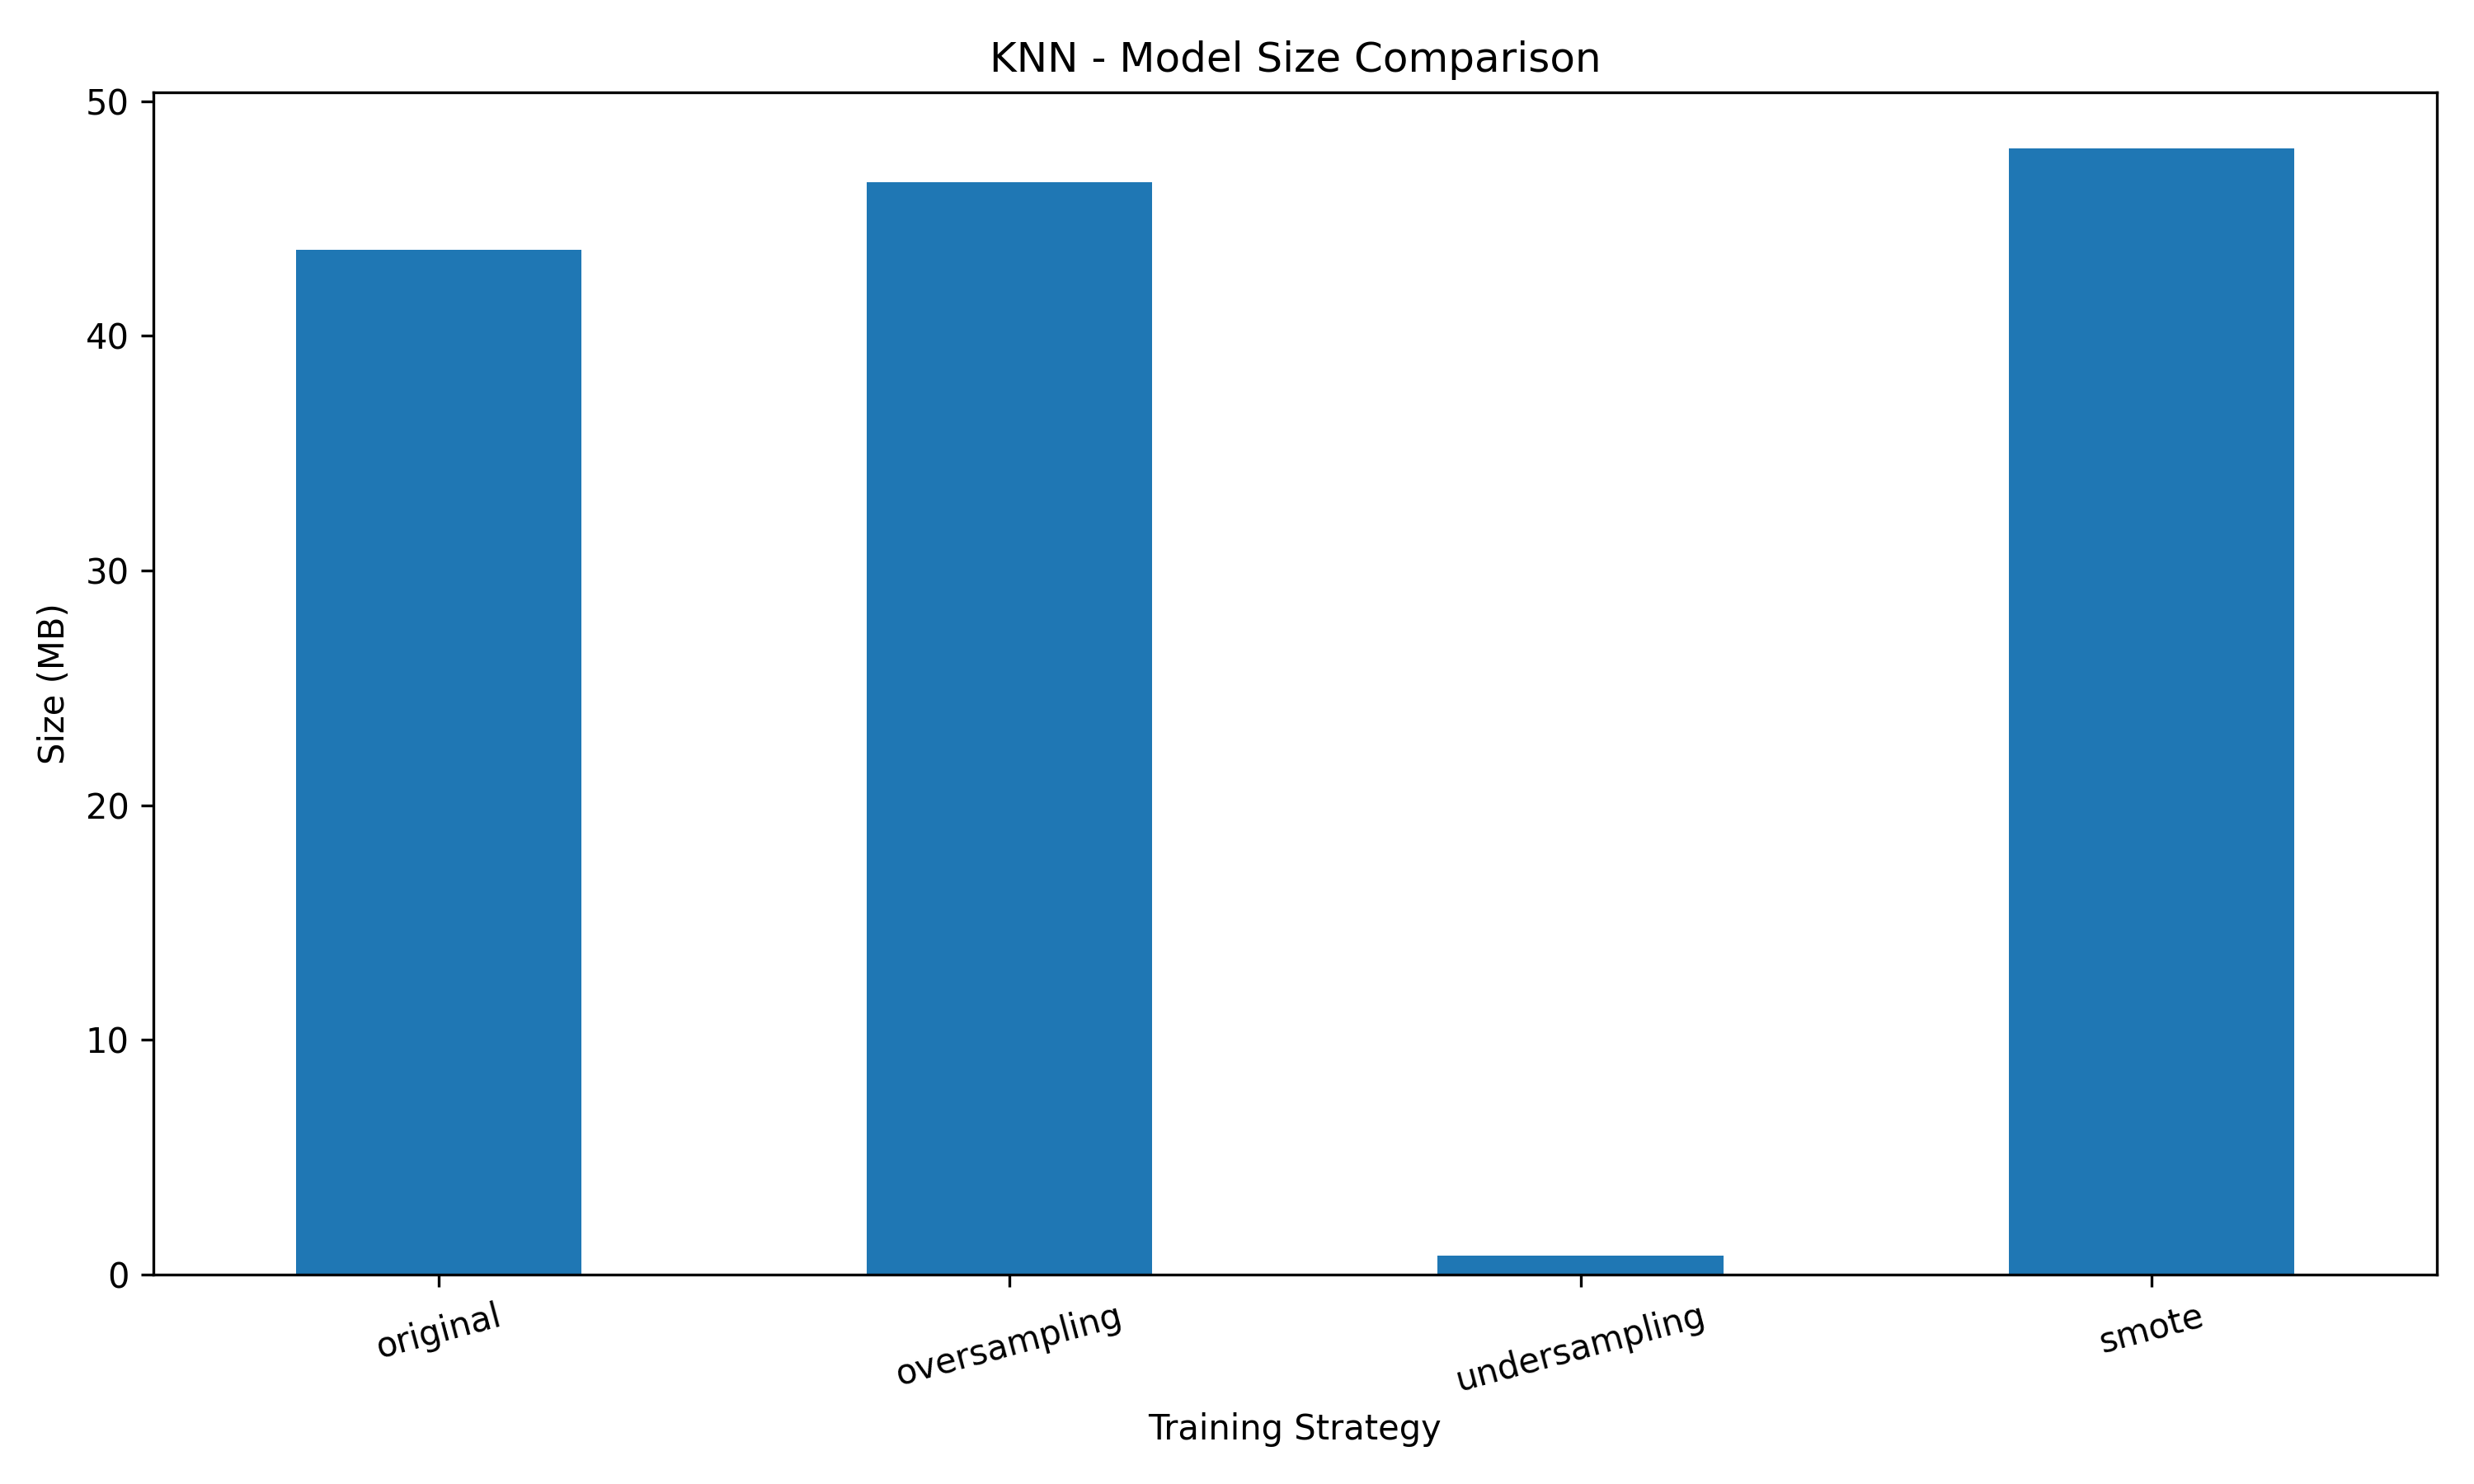 KNN - Model Size Comparison
50
40
30
20
10
0
Size (MB)
original
oversampling
undersampling
smote
Training Strategy